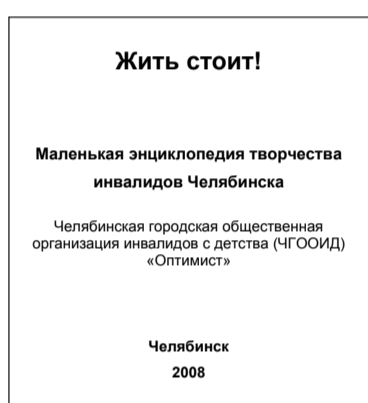 Жить стоит!
Маленькая энциклопедия творчества
инвалидов Челябинска
Челябинская городская общественная
организация инвалидов с детства (ЧГООИД)
«Оптимист»
Челябинск
2008